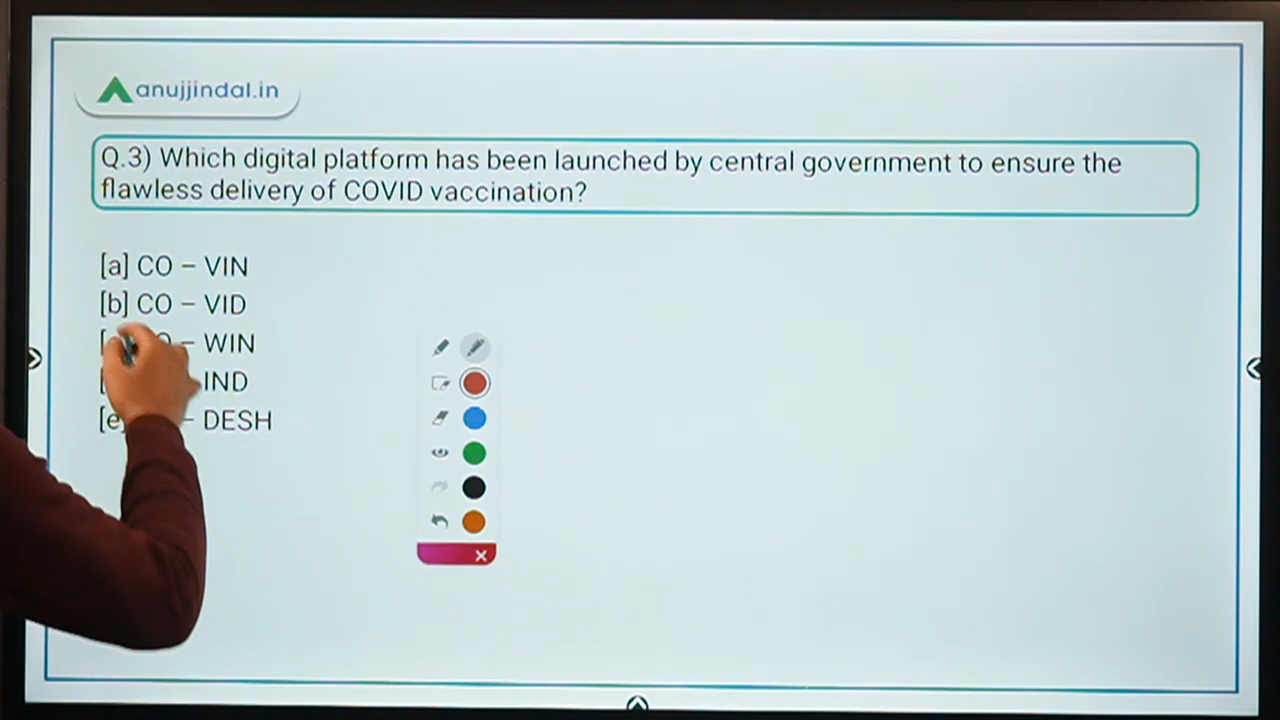 anujjindal.in
Q.3) Which digital platform has been launched by central government to ensure the
flawless delivery of COVID vaccination?
[a] CO – VIN
[b] CO – VID
– WIN
IND
[e] – DESH